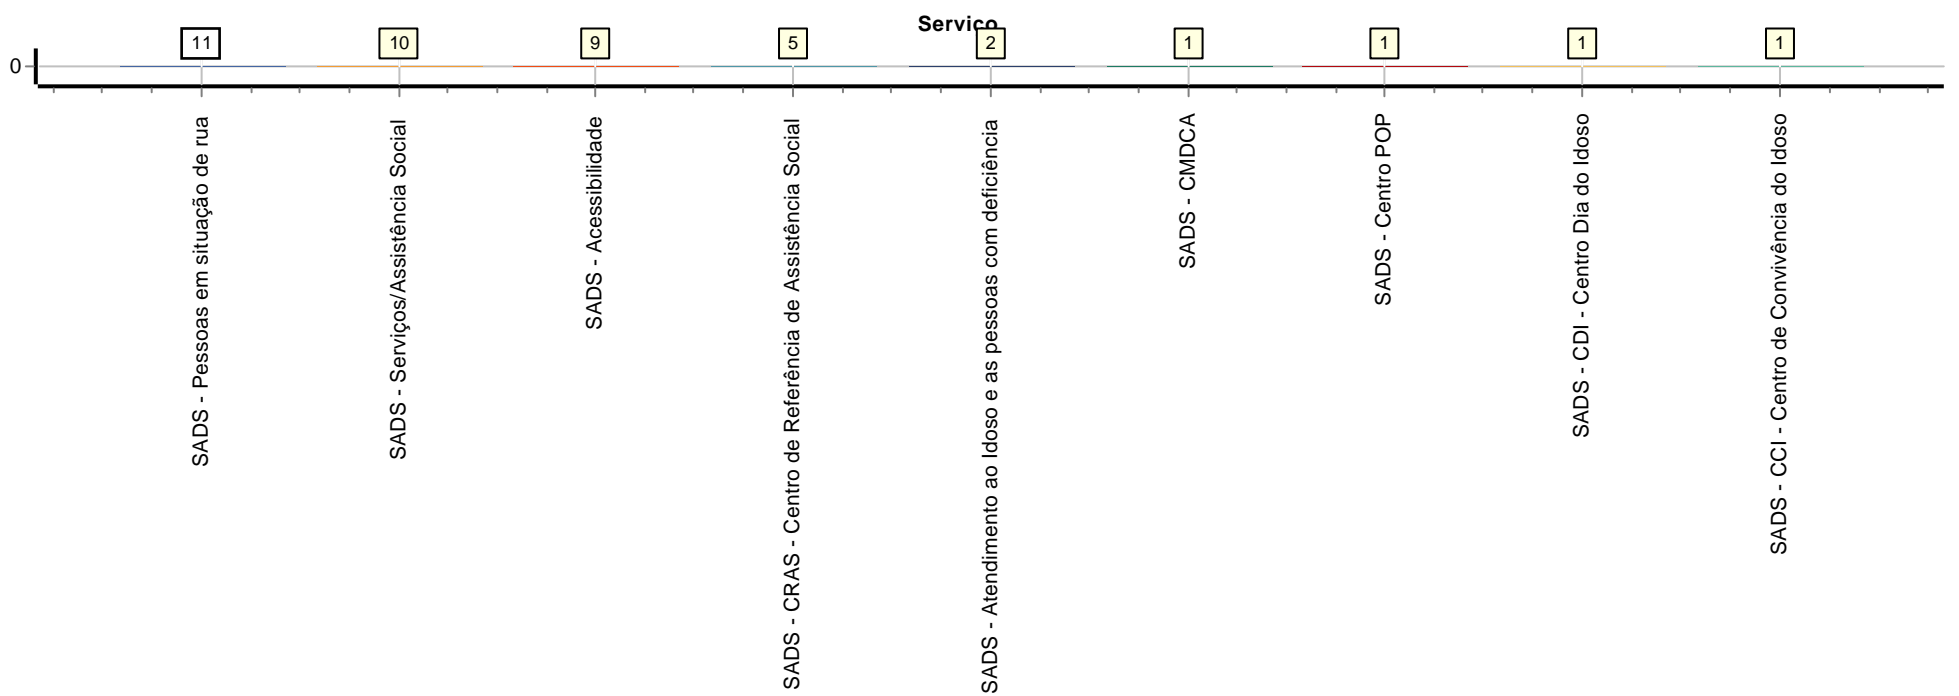 Serviço
11
10
9
5
2
1
1
1
1
0
SADS - Pessoas em situação de rua
SADS - Serviços/Assistência Social
SADS - Acessibilidade
SADS - CRAS - Centro de Referência de Assistência Social
SADS - Atendimento ao Idoso e as pessoas com deficiência
SADS - CMDCA
SADS - Centro POP
SADS - CDI - Centro Dia do Idoso
SADS - CCI - Centro de Convivência do Idoso